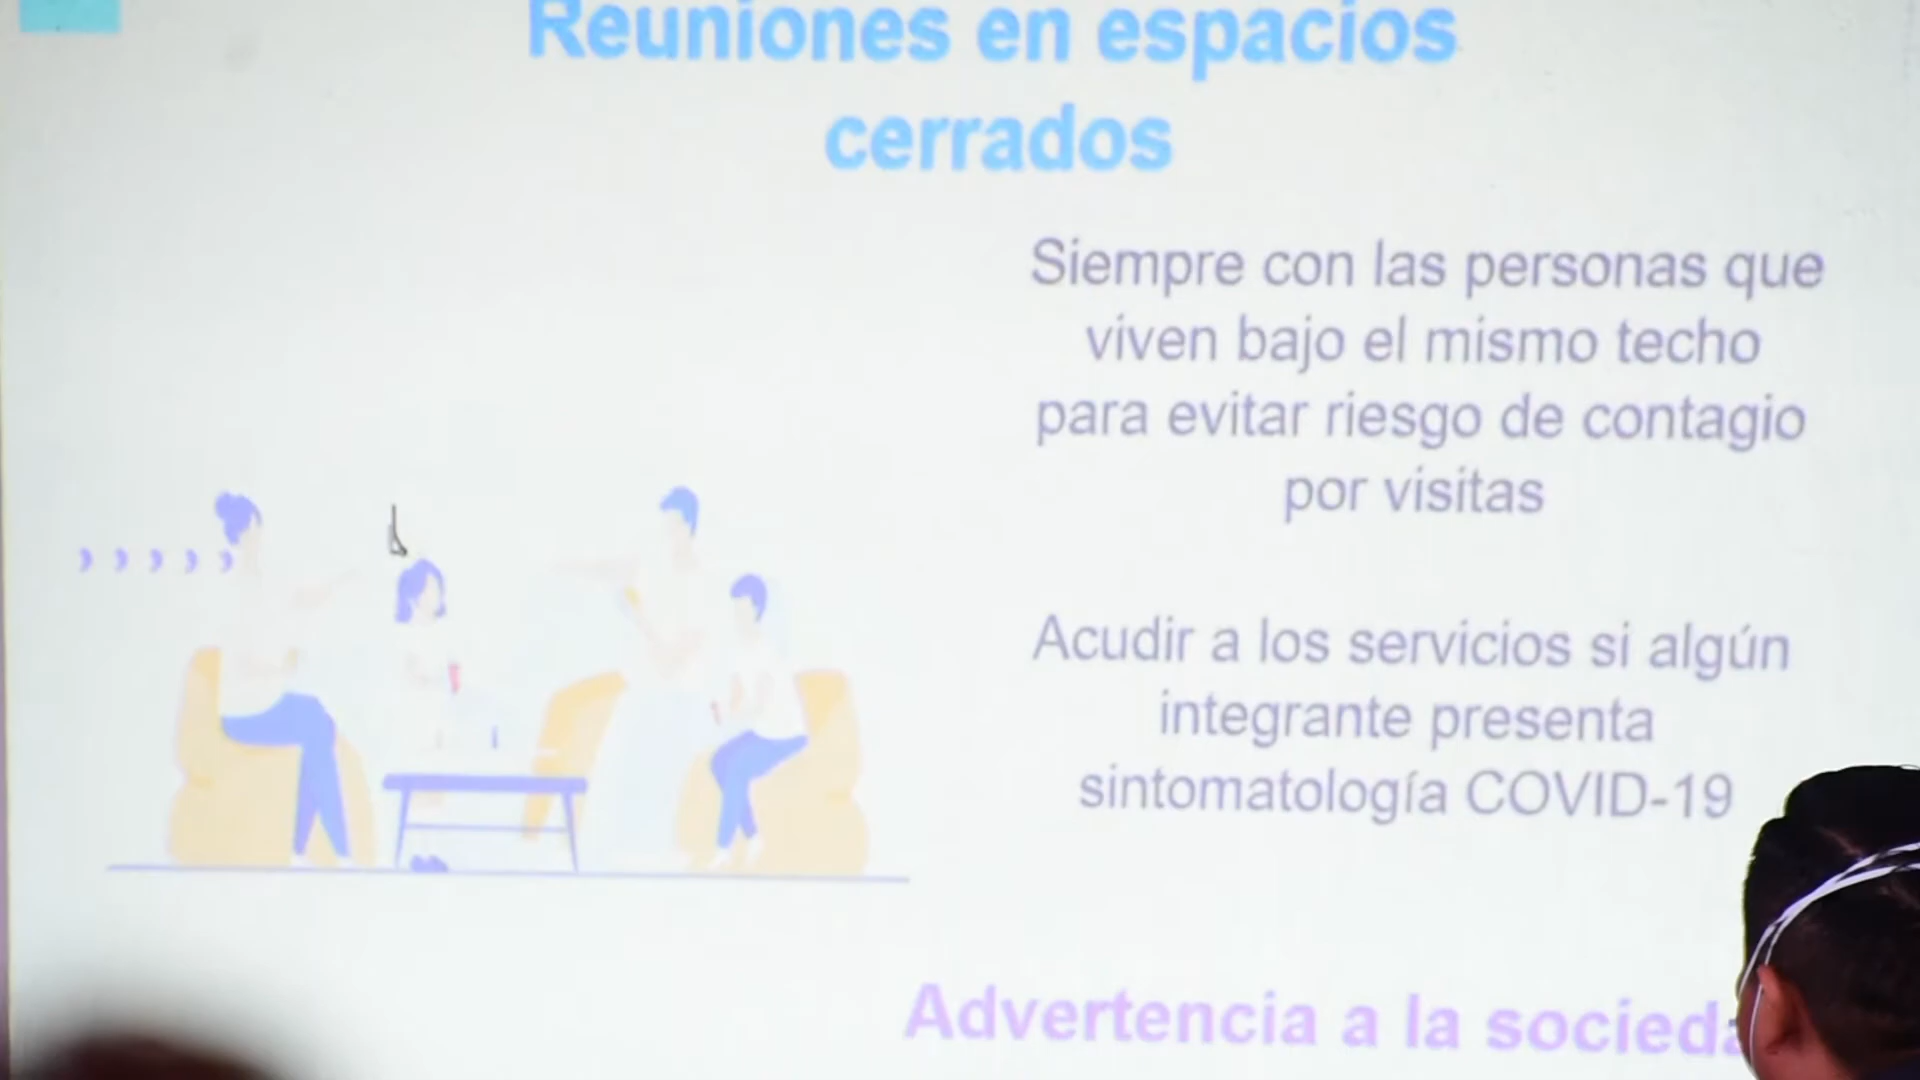 Reuniones en espacios
cerrados
Siempre con las personas que
viven bajo el mismo techo
para evitar riesgo de contagio
por visitas
Acudir a los servicios si algún
integrante presenta
sintomatología COVID-19
Advertencia a la